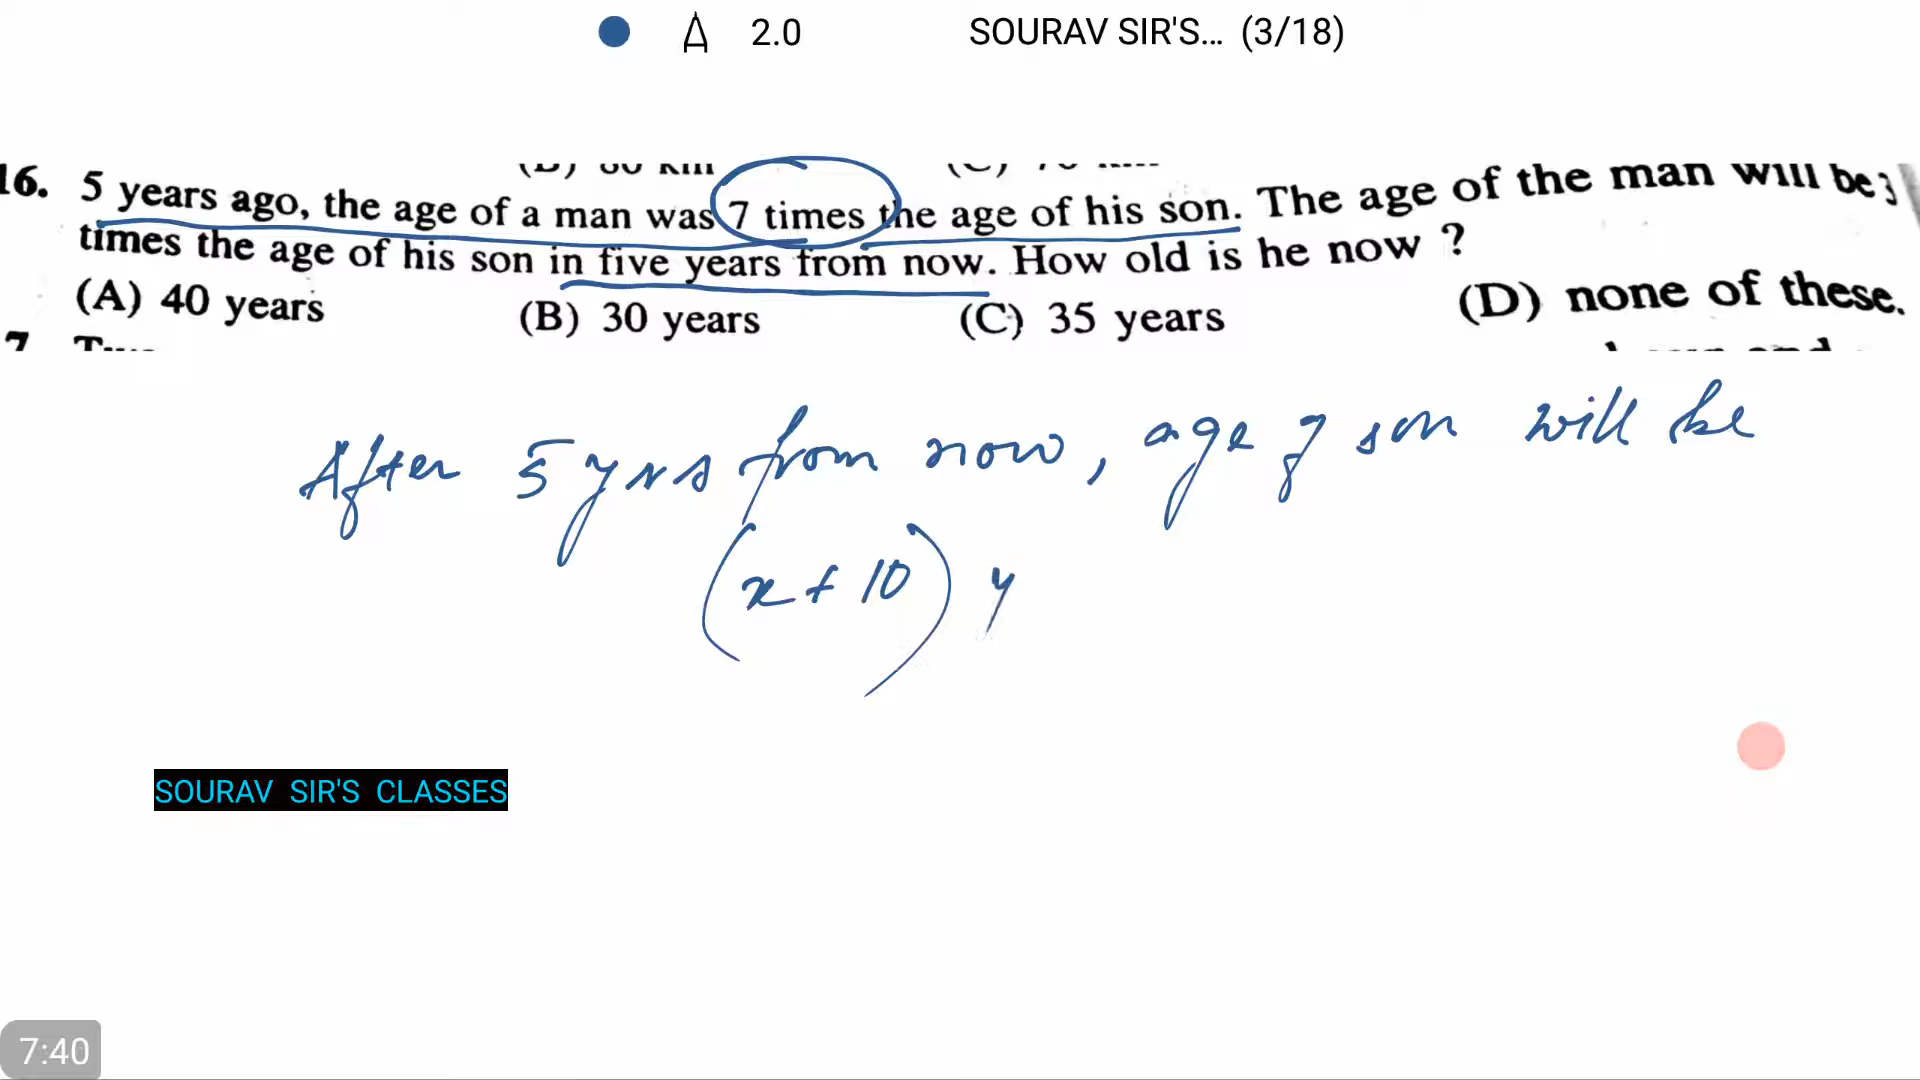 A 2.0 SOURAV SIR'S... (3/18)
16. 5 years ago, the age of a man was 7 times the age of his son. The age of the man will be 3
times the age of his son in five years from now. How old is he now ?
(A) 40 years (B) 30 years (C) 35 years (D) none of these.
After 5 yrs from now, age of son will be
(x + 10) y
SOURAV SIR'S CLASSES
7:40